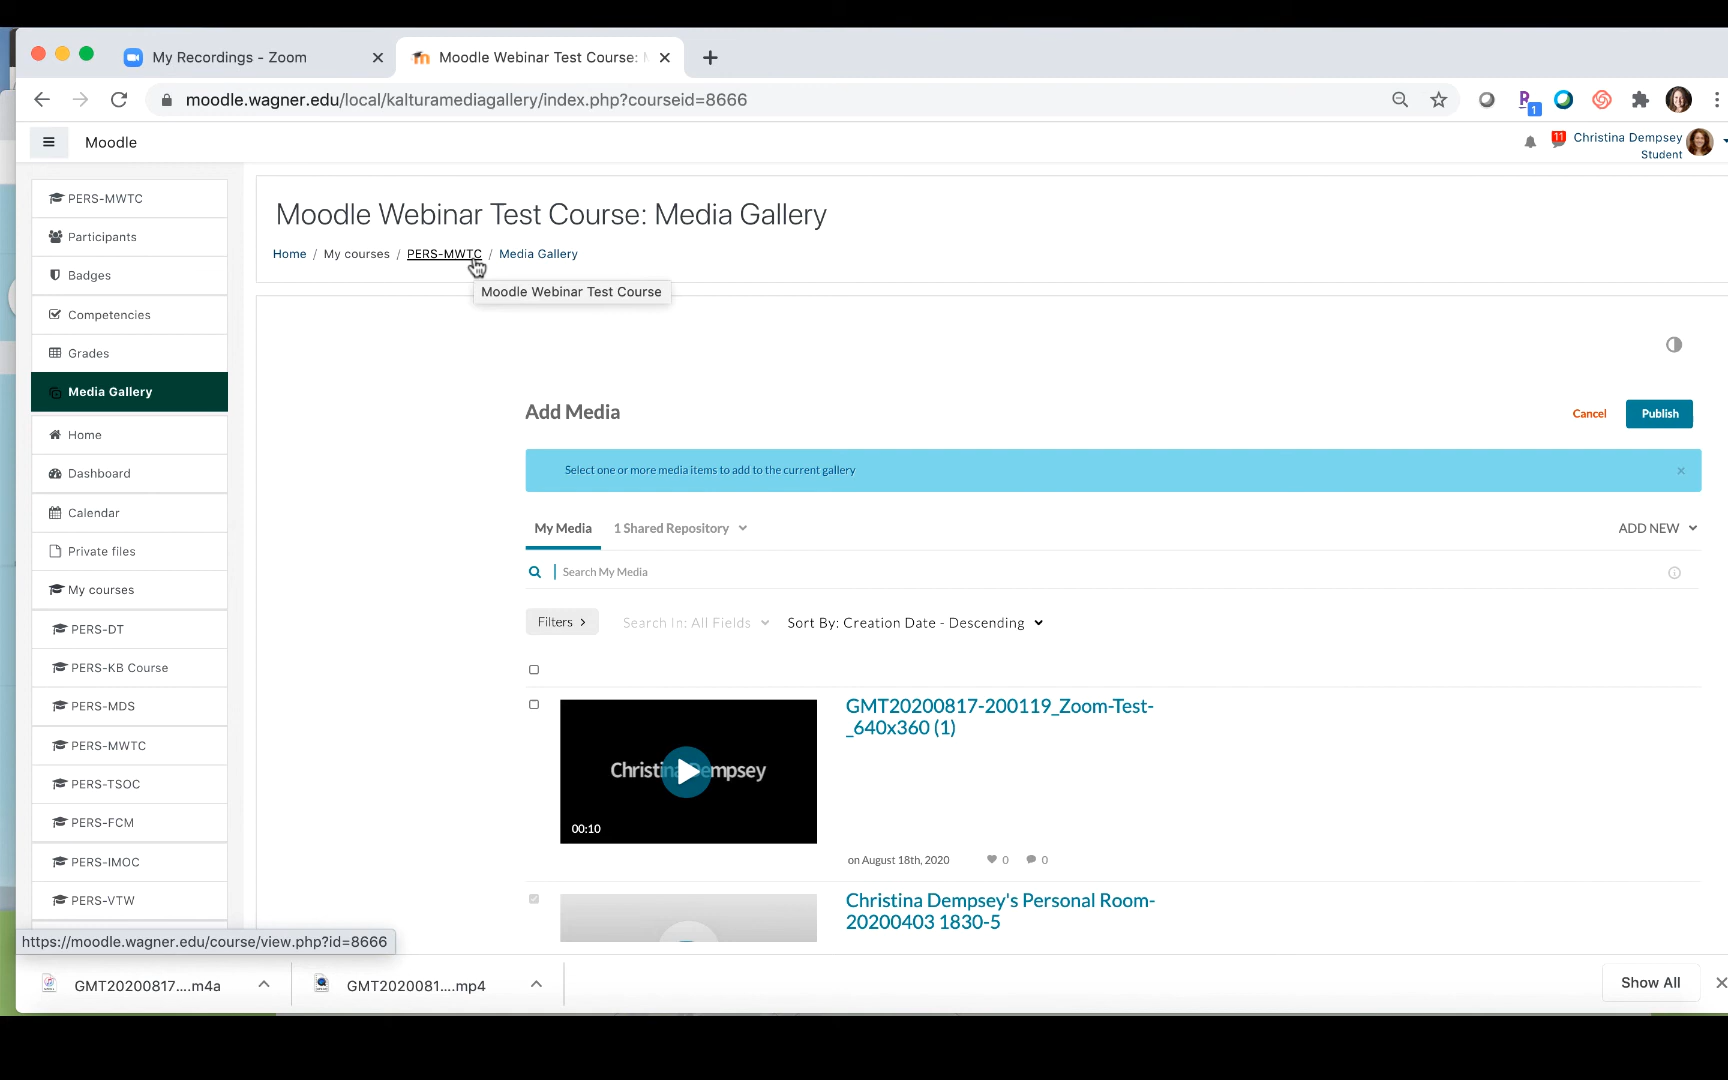 My Recordings - Zoom
Moodle Webinar Test Course:
moodle.wagner.edu/local/kalturamediagallery/index.php?courseid=8666
1
Moodle
11
Christina Dempsey
Student
PERS-MWTC
Participants
Badges
Competencies
Grades
Media Gallery
Home
Dashboard
Calendar
Private files
My courses
PERS-DT
PERS-KB Course
PERS-MDS
PERS-MWTC
PERS-TSOC
PERS-FCM
PERS-IMOC
PERS-VTW
Moodle Webinar Test Course: Media Gallery
Home / My courses / PERS-MWTC / Media Gallery
Moodle Webinar Test Course
Add Media
Cancel
Publish
Select one or more media items to add to the current gallery
My Media
1 Shared Repository
ADD NEW
Search My Media
Filters
Search In: All Fields
Sort By: Creation Date - Descending
Christina Dempsey
00:10
GMT20200817-200119_Zoom-Test-
_640x360 (1)
on August 18th, 2020
0
0
Christina Dempsey's Personal Room-
20200403 1830-5
https://moodle.wagner.edu/course/view.php?id=8666
GMT20200817....m4a
GMT2020081....mp4
Show All